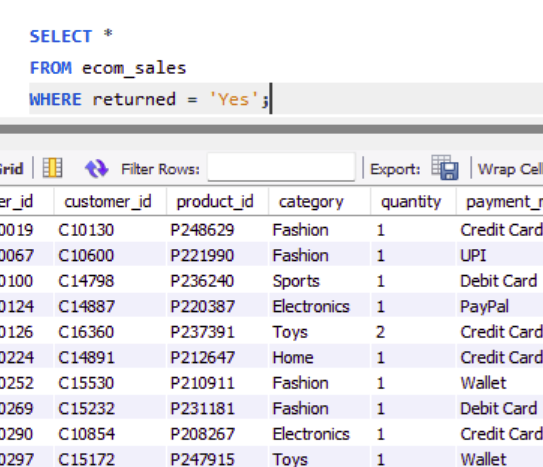 SELECT *
FROM ecom_sales
WHERE returned = 'Yes';
Grid Filter Rows: Export: Wrap Cell
er_id customer_id product_id category quantity payment_m
0019 C10130 P248629 Fashion 1 Credit Card
0067 C10600 P221990 Fashion 1 UPI
0100 C14798 P236240 Sports 1 Debit Card
0124 C14887 P220387 Electronics 1 PayPal
0126 C16360 P237391 Toys 2 Credit Card
0224 C14891 P212647 Home 1 Credit Card
0252 C15530 P210911 Fashion 1 Wallet
0269 C15232 P231181 Fashion 1 Debit Card
0290 C10854 P208267 Electronics 1 Credit Card
0297 C15172 P247915 Toys 1 Wallet